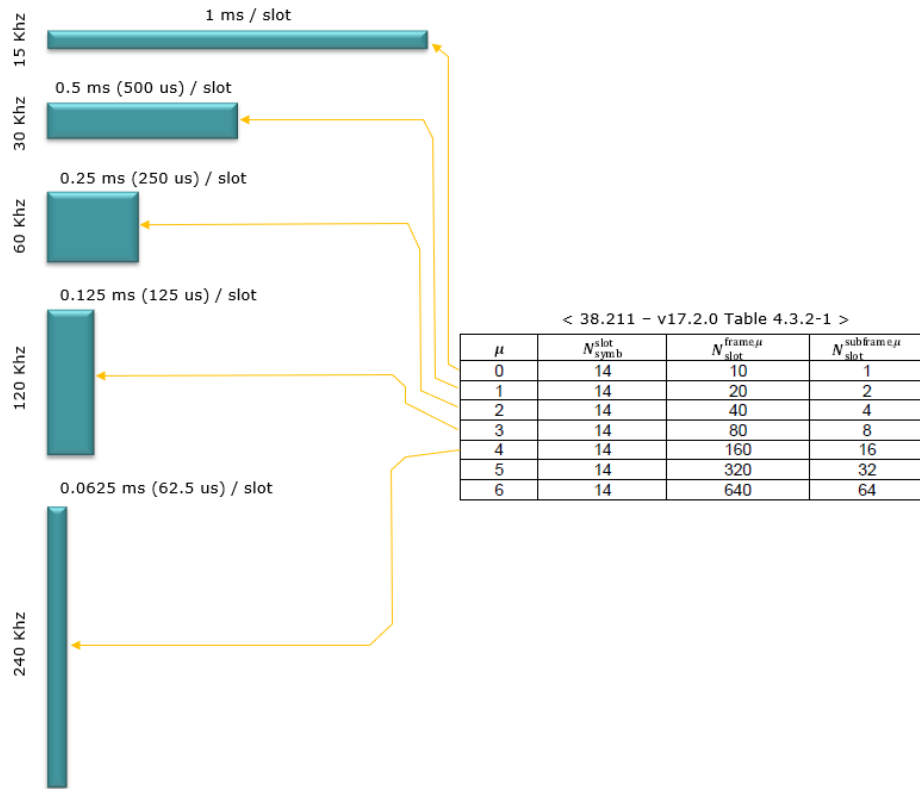 1 ms / slot
15 Khz
0.5 ms (500 us) / slot
30 Khz
0.25 ms (250 us) / slot
60 Khz
0.125 ms (125 us) / slot
120 Khz
0.0625 ms (62.5 us) / slot
240 Khz
< 38.211 – v17.2.0 Table 4.3.2-1 >
μ N_symb^slot N_slot^frame,μ N_slot^subframe,μ
0 14 10 1
1 14 20 2
2 14 40 4
3 14 80 8
4 14 160 16
5 14 320 32
6 14 640 64